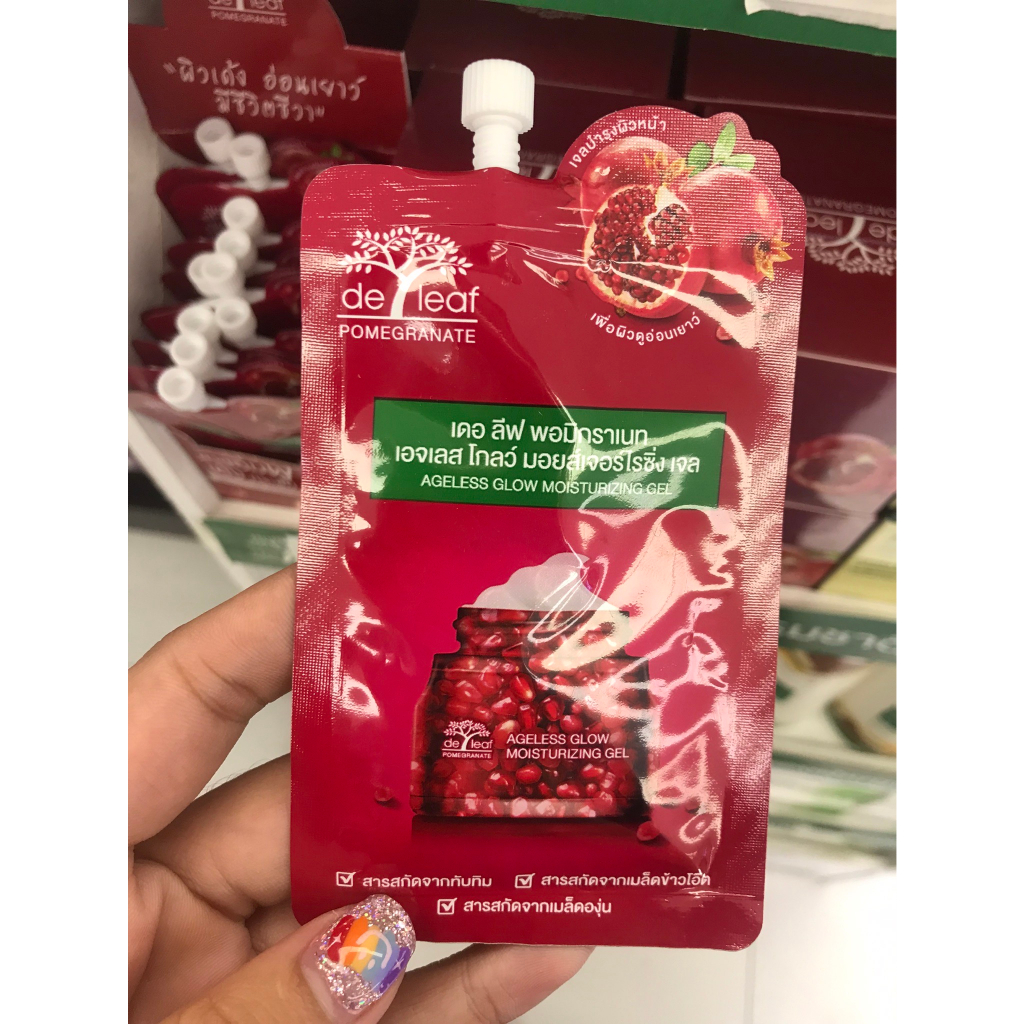 de leaf
POMEGRANATE
"ผิวเด้ง อ่อนเยาว์
มีชีวิตชีวา"
เจลบำรุงผิวหน้า
เพื่อผิวดูอ่อนเยาว์
de leaf
POMEGRANATE
de leaf
POMEGRANATE
เดอ ลีฟ พอมิกราเนท
เอจเลส โกลว์ มอยส์เจอร์ไรซิ่ง เจล
AGELESS GLOW MOISTURIZING GEL
de leaf
POMEGRANATE
AGELESS GLOW
MOISTURIZING GEL
สารสกัดจากทับทิม
สารสกัดจากเมล็ดข้าวโอ๊ต
สารสกัดจากเมล็ดองุ่น